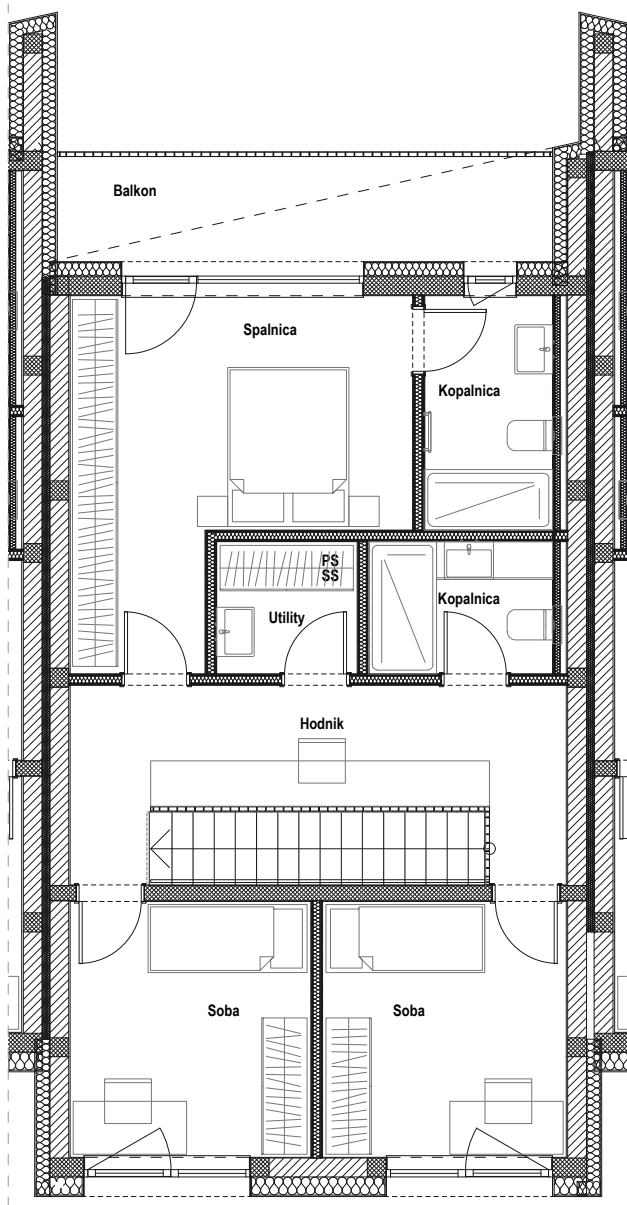 Balkon
Spalnica
Kopalnica
PS
SS
Utility
Kopalnica
Hodnik
Soba
Soba